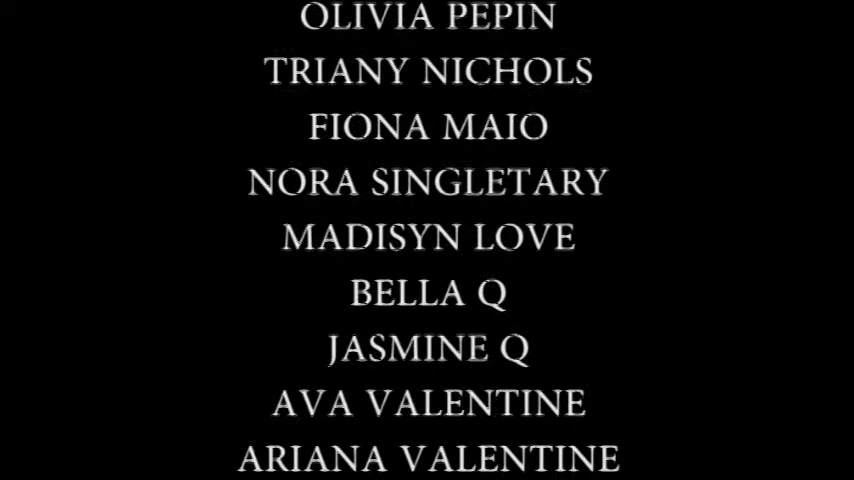 OLIVIA PEPIN
TRIANY NICHOLS
FIONA MAIO
NORA SINGLETARY
MADISYN LOVE
BELLA Q
JASMINE Q
AVA VALENTINE
ARIANA VALENTINE